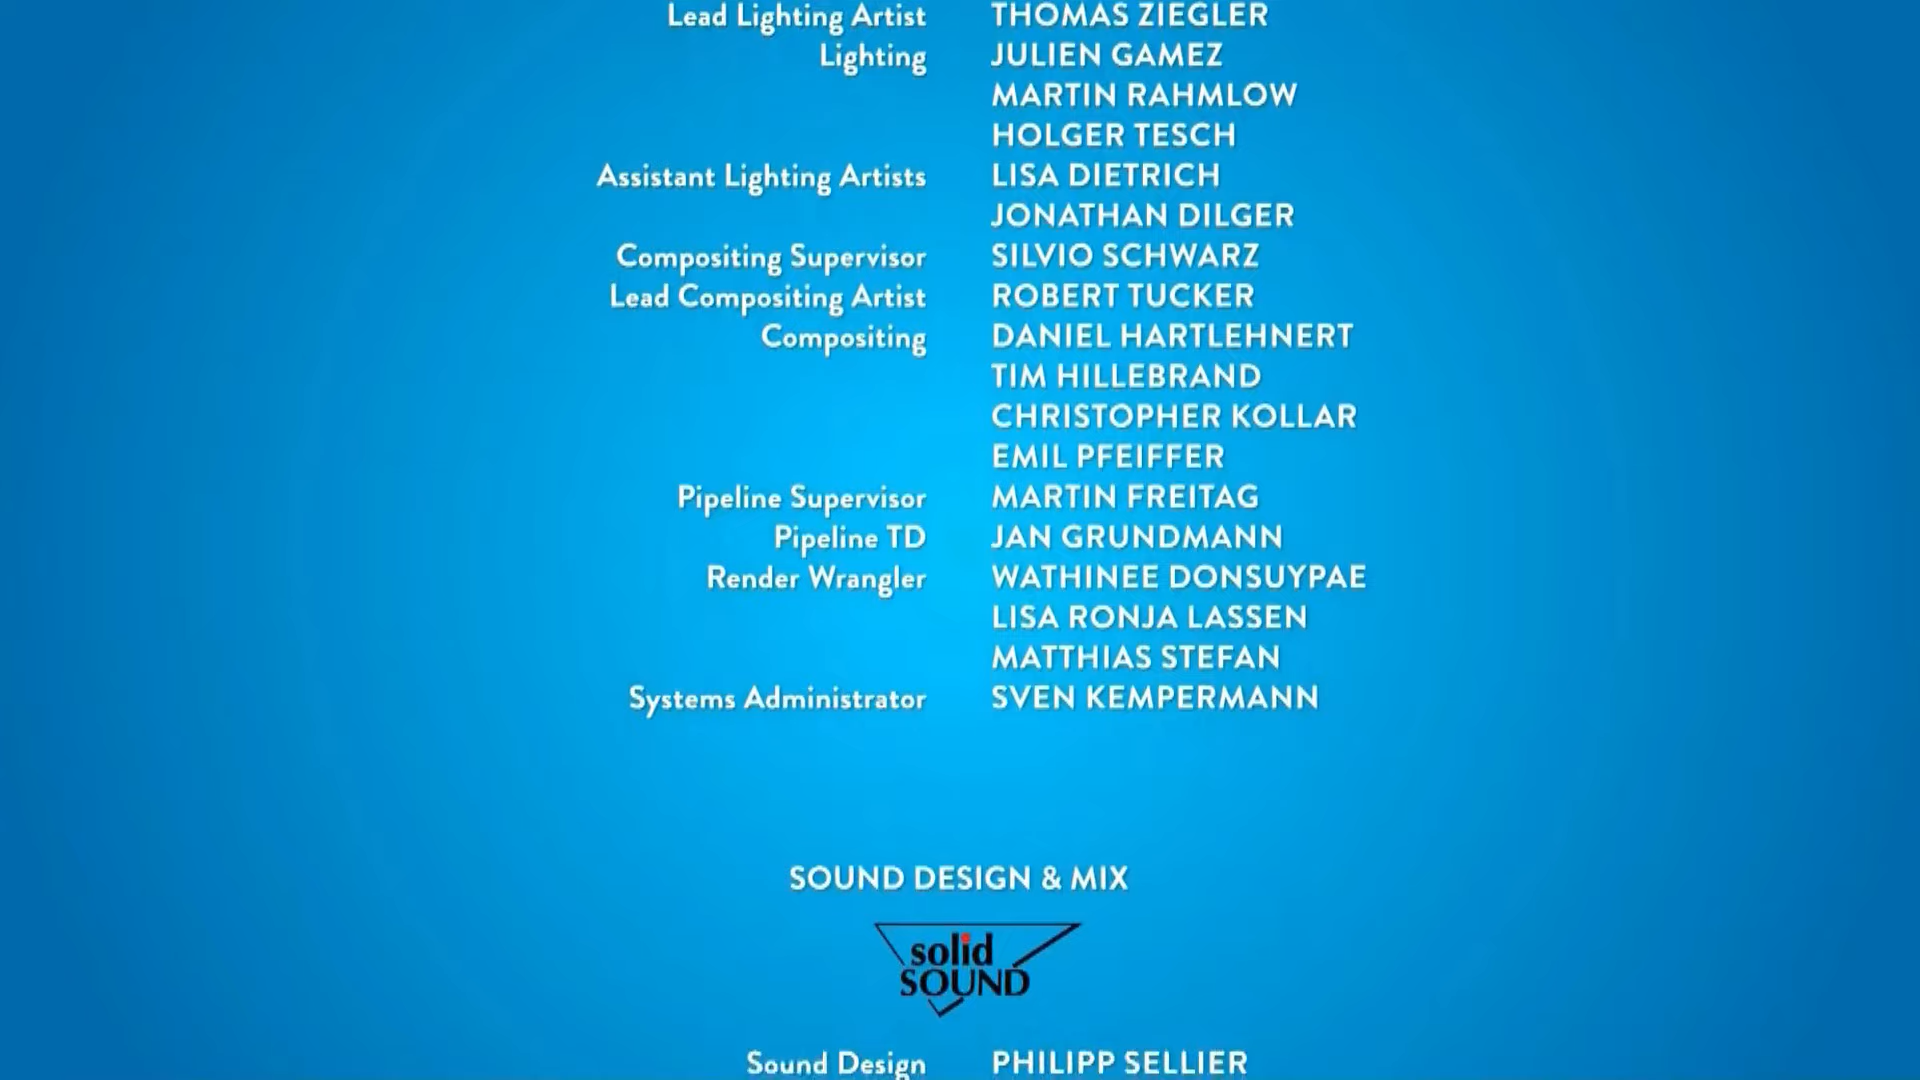 Lead Lighting Artist THOMAS ZIEGLER
Lighting JULIEN GAMEZ
MARTIN RAHMLOW
HOLGER TESCH
Assistant Lighting Artists LISA DIETRICH
JONATHAN DILGER
Compositing Supervisor SILVIO SCHWARZ
Lead Compositing Artist ROBERT TUCKER
Compositing DANIEL HARTLEHNERT
TIM HILLEBRAND
CHRISTOPHER KOLLAR
EMIL PFEIFFER
Pipeline Supervisor MARTIN FREITAG
Pipeline TD JAN GRUNDMANN
Render Wrangler WATHINEE DONSUYPAE
LISA RONJA LASSEN
MATTHIAS STEFAN
Systems Administrator SVEN KEMPERMANN
SOUND DESIGN & MIX
solid
SOUND
Sound Design PHILIPP SELLIER